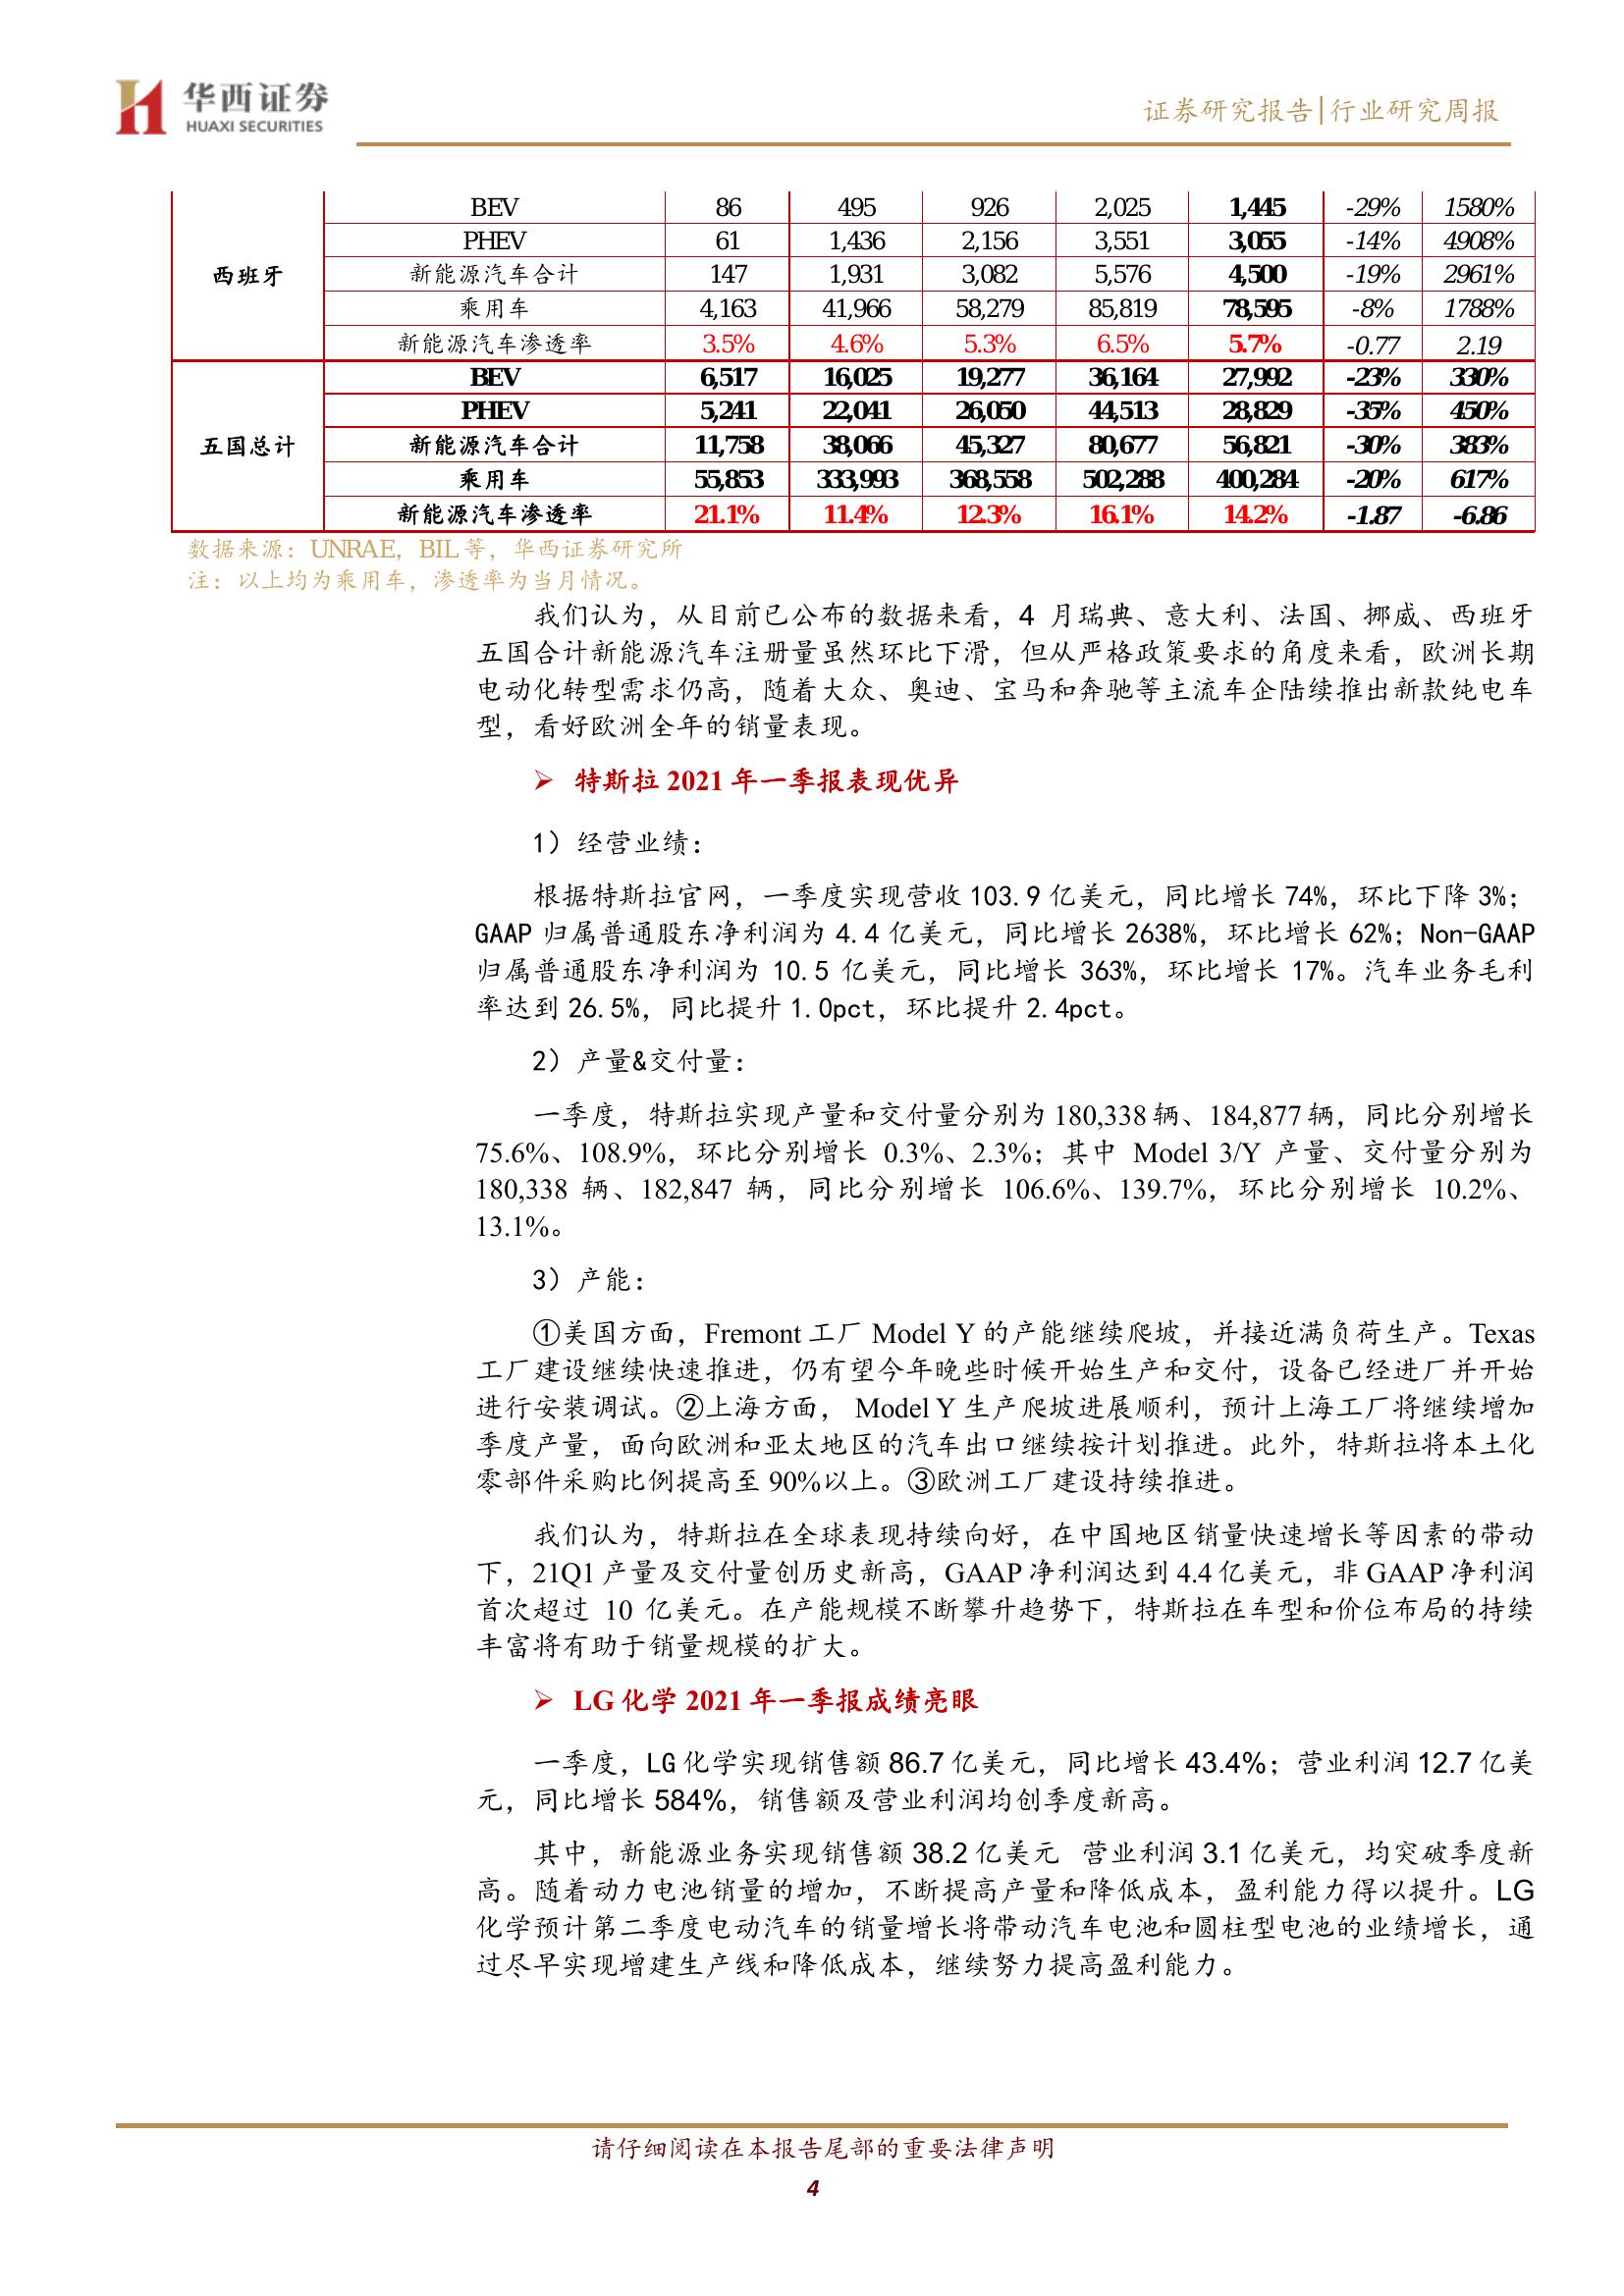 华西证券
HUAXI SECURITIES
证券研究报告|行业研究周报
西班牙
BEV 86 495 926 2,025 1,445 -29% 1580%
PHEV 61 1,436 2,156 3,551 3,055 -14% 4908%
新能源汽车合计 147 1,931 3,082 5,576 4,500 -19% 2961%
乘用车 4,163 41,966 58,279 85,819 78,595 -8% 1788%
新能源汽车渗透率 3.5% 4.6% 5.3% 6.5% 5.7% -0.77 2.19
五国总计
BEV 6,517 16,025 19,277 36,164 27,992 -23% 330%
PHEV 5,241 22,041 26,050 44,513 28,829 -35% 450%
新能源汽车合计 11,758 38,066 45,327 80,677 56,821 -30% 383%
乘用车 55,853 333,993 368,558 502,288 400,284 -20% 617%
新能源汽车渗透率 21.1% 11.4% 12.3% 16.1% 14.2% -1.87 -6.86
数据来源：UNRAE，BIL 等，华西证券研究所
注：以上均为乘用车，渗透率为当月情况。
我们认为，从目前已公布的数据来看，4 月瑞典、意大利、法国、挪威、西班牙
五国合计新能源汽车注册量虽然环比下滑，但从严格政策要求的角度来看，欧洲长期
电动化转型需求仍高，随着大众、奥迪、宝马和奔驰等主流车企陆续推出新款纯电车
型，看好欧洲全年的销量表现。
➢ 特斯拉 2021 年一季报表现优异
1）经营业绩：
根据特斯拉官网，一季度实现营收 103.9 亿美元，同比增长 74%，环比下降 3%；
GAAP 归属普通股东净利润为 4.4 亿美元，同比增长 2638%，环比增长 62%；Non-GAAP
归属普通股东净利润为 10.5 亿美元，同比增长 363%，环比增长 17%。汽车业务毛利
率达到 26.5%，同比提升 1.0pct，环比提升 2.4pct。
2）产量&交付量：
一季度，特斯拉实现产量和交付量分别为 180,338 辆、184,877 辆，同比分别增长
75.6%、108.9%，环比分别增长 0.3%、2.3%；其中 Model 3/Y 产量、交付量分别为
180,338 辆、182,847 辆，同比分别增长 106.6%、139.7%，环比分别增长 10.2%、
13.1%。
3）产能：
①美国方面，Fremont 工厂 Model Y 的产能继续爬坡，并接近满负荷生产。Texas
工厂建设继续快速推进，仍有望今年晚些时候开始生产和交付，设备已经进厂并开始
进行安装调试。②上海方面， Model Y 生产爬坡进展顺利，预计上海工厂将继续增加
季度产量，面向欧洲和亚太地区的汽车出口继续按计划推进。此外，特斯拉将本土化
零部件采购比例提高至 90%以上。③欧洲工厂建设持续推进。
我们认为，特斯拉在全球表现持续向好，在中国地区销量快速增长等因素的带动
下，21Q1 产量及交付量创历史新高，GAAP 净利润达到 4.4 亿美元，非 GAAP 净利润
首次超过 10 亿美元。在产能规模不断攀升趋势下，特斯拉在车型和价位布局的持续
丰富将有助于销量规模的扩大。
➢ LG 化学 2021 年一季报成绩亮眼
一季度，LG 化学实现销售额 86.7 亿美元，同比增长 43.4%；营业利润 12.7 亿美
元，同比增长 584%，销售额及营业利润均创季度新高。
其中，新能源业务实现销售额 38.2 亿美元 营业利润 3.1 亿美元，均突破季度新
高。随着动力电池销量的增加，不断提高产量和降低成本，盈利能力得以提升。LG
化学预计第二季度电动汽车的销量增长将带动汽车电池和圆柱型电池的业绩增长，通
过尽早实现增建生产线和降低成本，继续努力提高盈利能力。
请仔细阅读在本报告尾部的重要法律声明
4